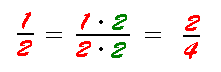 1/2 = 1 · 2/2 · 2 = 2/4